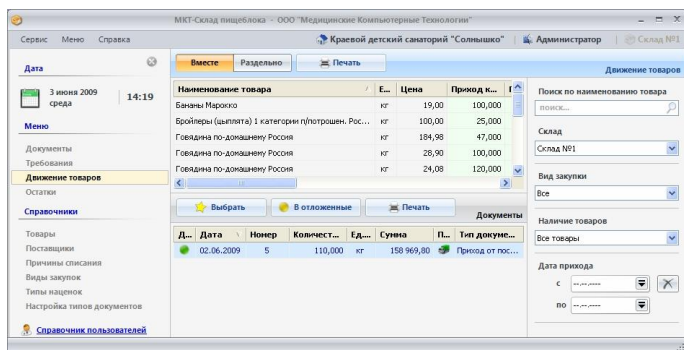 МКТ-Склад пищеблока - ООО "Медицинские Компьютерные Технологии"
Сервис Меню Справка
Краевой детский санаторий "Солнышко" Администратор Склад №1
Дата
3 июня 2009
среда
14:19
Меню
Документы
Требования
Движение товаров
Остатки
Справочники
Товары
Поставщики
Причины списания
Виды закупок
Типы наценок
Настройка типов документов
Справочник пользователей
Вместе Раздельно Печать
Движение товаров
Наименование товара / Е... Цена Приход к...
Бананы Марокко кг 19,00 100,000
Бройлеры (цыплята) 1 категории п/потрошен. Рос... кг 100,00 25,000
Говядина по-домашнему Россия кг 184,98 47,000
Говядина по-домашнему Россия кг 28,90 100,000
Говядина по-домашнему Россия кг 24,08 120,000
Выбрать В отложенные Печать Документы
Д... Дата Номер Количест... Ед.... Сумма П... Тип докуме...
02.06.2009 5 110,000 кг 158 969,80 Приход от пос...
Поиск по наименованию товара
поиск...
Склад
Склад №1
Вид закупки
Все
Наличие товаров
Все товары
Дата прихода
с --.--.----
по --.--.----